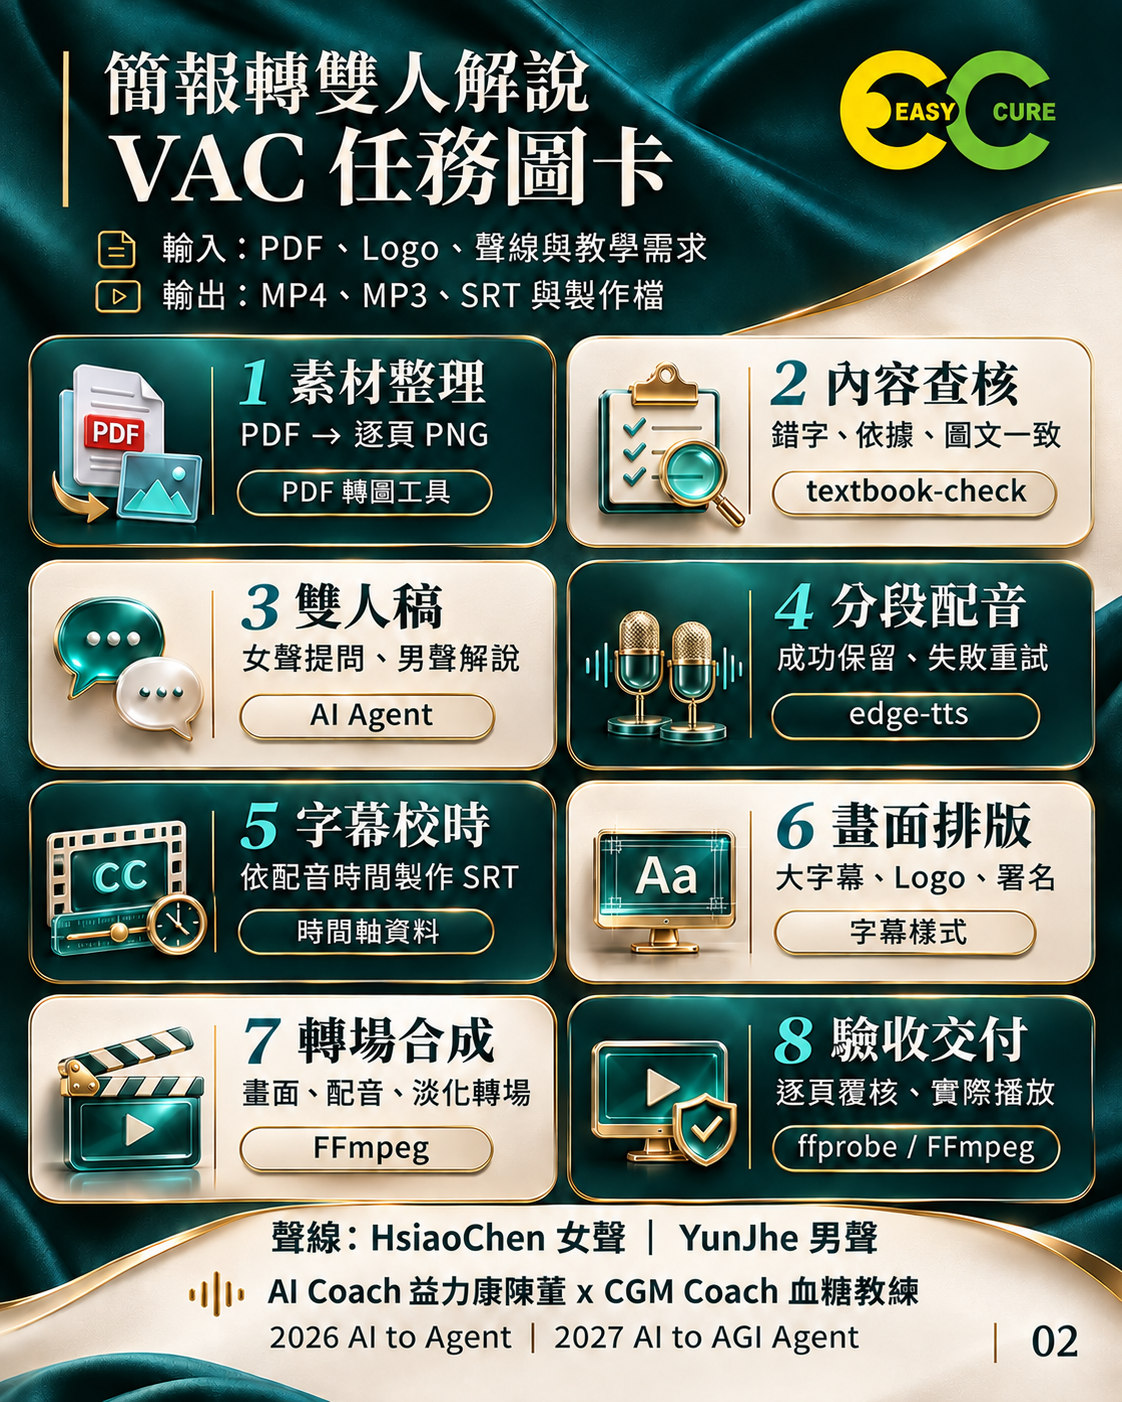 簡報轉雙人解說
VAC 任務圖卡
EASY CURE
輸入：PDF、Logo、聲線與教學需求
輸出：MP4、MP3、SRT 與製作檔
1 素材整理
PDF → 逐頁 PNG
PDF
PDF 轉圖工具
2 內容查核
錯字、依據、圖文一致
textbook-check
3 雙人稿
女聲提問、男聲解說
AI Agent
4 分段配音
成功保留、失敗重試
edge-tts
5 字幕校時
CC
依配音時間製作 SRT
時間軸資料
6 畫面排版
Aa
大字幕、Logo、署名
字幕樣式
7 轉場合成
畫面、配音、淡化轉場
FFmpeg
8 驗收交付
逐頁覆核、實際播放
ffprobe / FFmpeg
聲線：HsiaoChen 女聲｜ YunJhe 男聲
AI Coach 益力康陳董 x CGM Coach 血糖教練
2026 AI to Agent｜2027 AI to AGI Agent
02